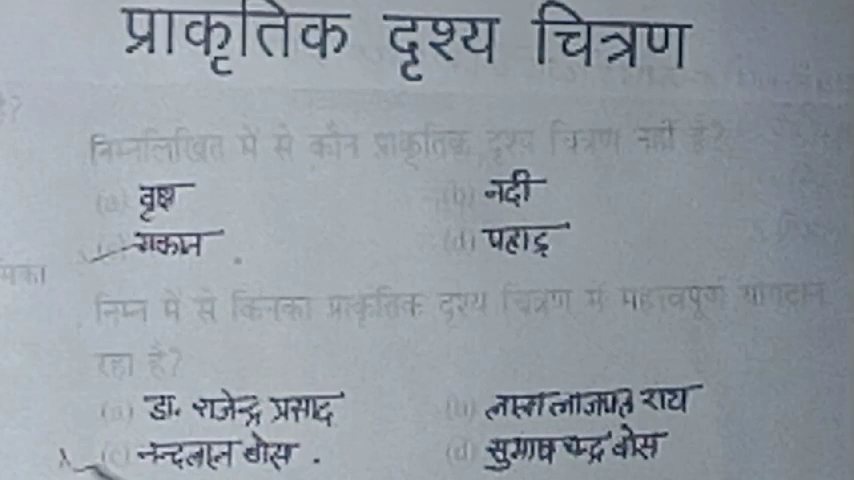 प्राकृतिक दृश्य चित्रण
निम्नलिखित में से कौन प्राकृतिक दृश्य चित्रण नहीं है?
(a) वृक्ष (b) नदी
(c) मकान (d) पहाड़
निम्न में से किनका प्राकृतिक दृश्य चित्रण में महत्वपूर्ण योगदान
रहा है?
(a) डा. राजेन्द्र प्रसाद (b) लाला लाजपत राय
(c) नन्दलाल बोस . (d) सुभाष चन्द्र बोस